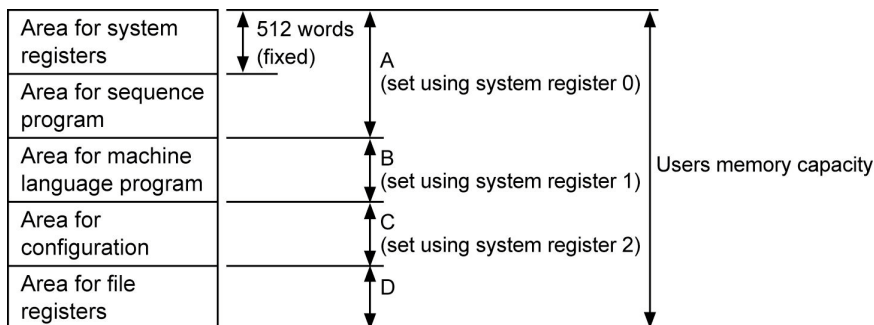 Area for system
registers
512 words
(fixed)
A
(set using system register 0)
Area for sequence
program
Area for machine
language program
B
(set using system register 1)
Users memory capacity
Area for
configuration
C
(set using system register 2)
Area for file
registers
D